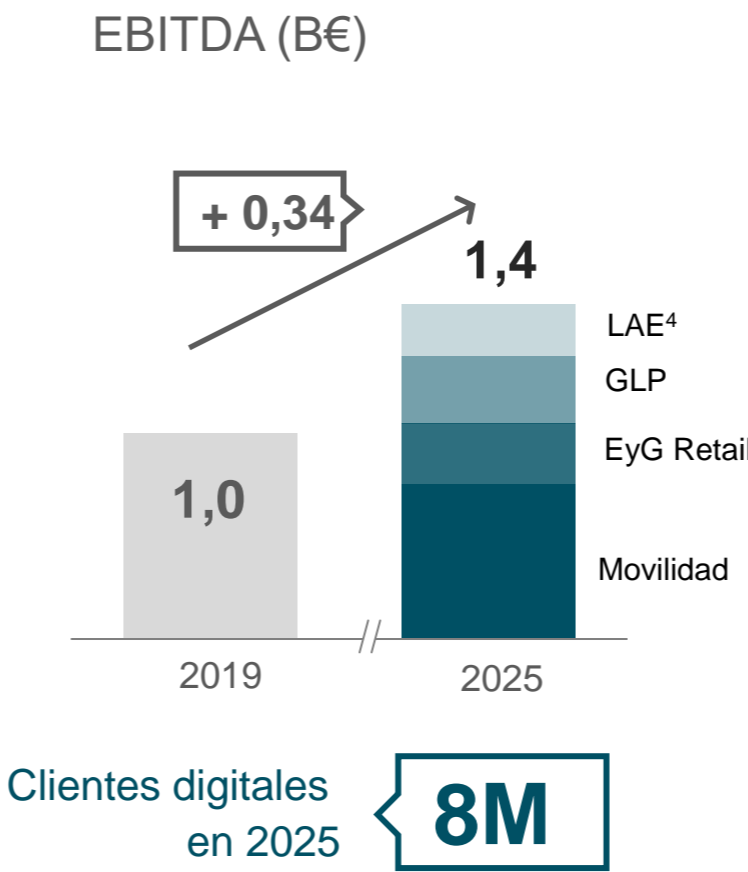 EBITDA (B€)
+ 0,34
1,4
LAE⁴
GLP
EyG Retail
1,0
Movilidad
2019
2025
Clientes digitales
en 2025
8M